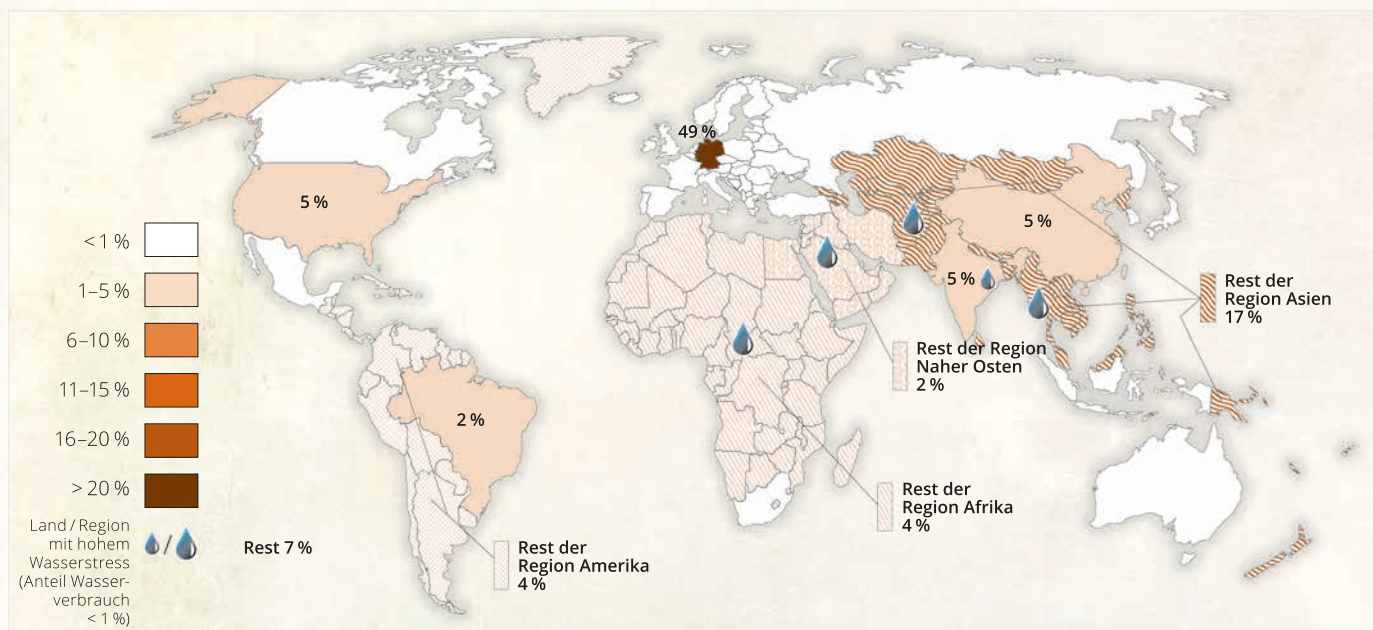 49 %
5 %
5 %
5 %
2 %
< 1 %
1–5 %
6–10 %
11–15 %
16–20 %
> 20 %
Land / Region
mit hohem
Wasserstress
(Anteil Wasser-
verbrauch
< 1 %)
/
Rest 7 %
Rest der
Region Asien
17 %
Rest der Region
Naher Osten
2 %
Rest der
Region Afrika
4 %
Rest der
Region Amerika
4 %